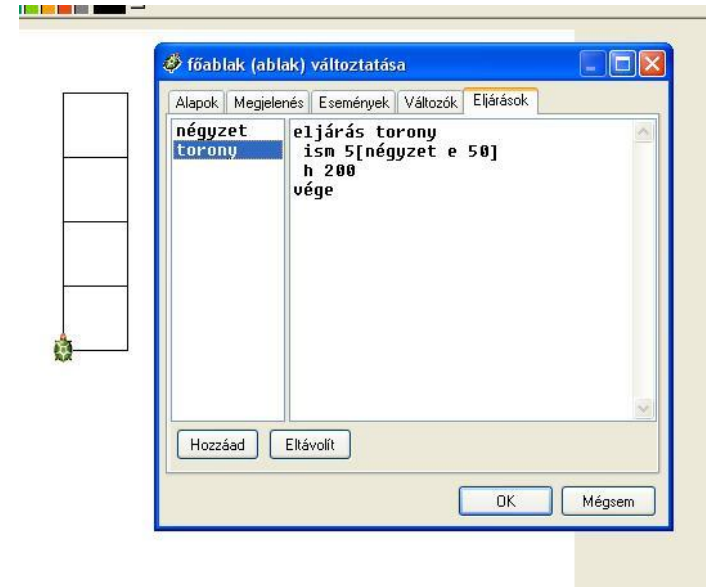 főablak (ablak) változtatása
Alapok Megjelenés Események Változók Eljárások
négyzet
torony
eljárás torony
ism 5[négyzet e 50]
h 200
vége
Hozzáad Eltávolít
OK Mégsem